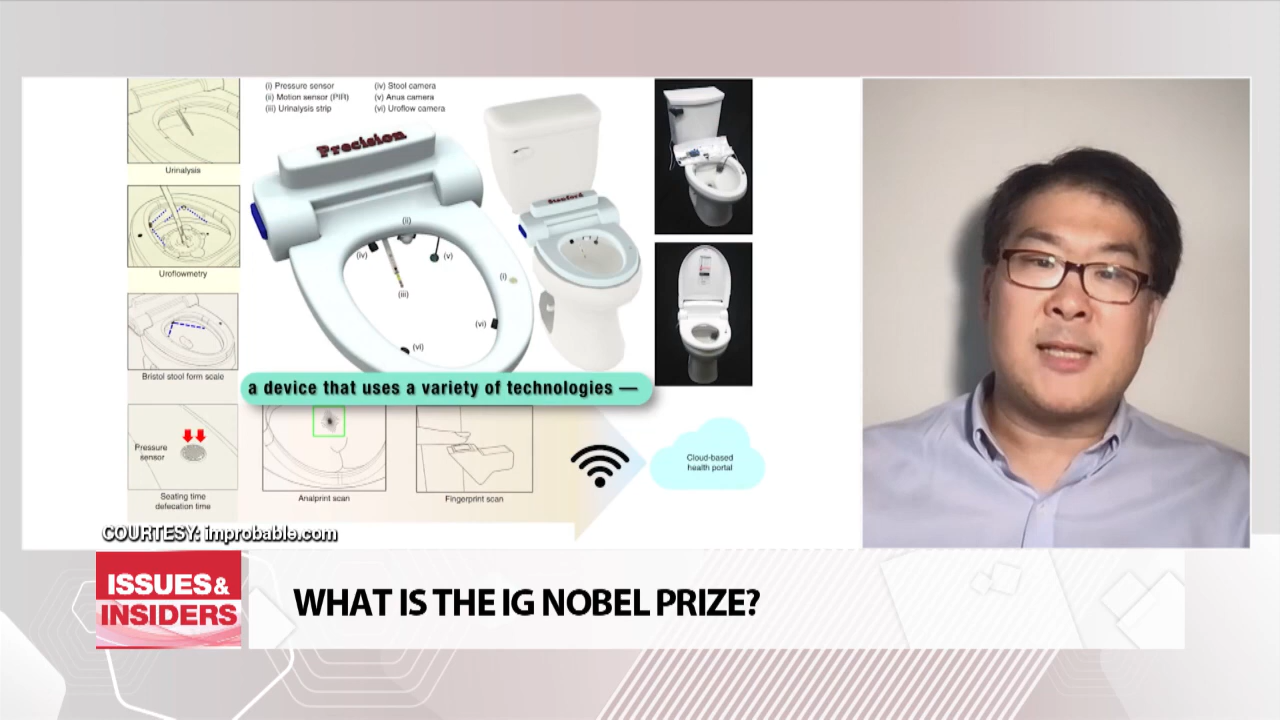 (i) Pressure sensor
(ii) Motion sensor (PIR)
(iii) Urinalysis strip
(iv) Stool camera
(v) Anus camera
(vi) Uroflow camera
Urinalysis
Uroflowmetry
Bristol stool form scale
Precision
Stanford
(ii)
(iv)
(v)
(i)
(iii)
(vi)
(vi)
a device that uses a variety of technologies —
Pressure
sensor
Seating time
defecation time
Analprint scan
Fingerprint scan
Cloud-based
health portal
COURTESY: improbable.com
ISSUES&
INSIDERS
WHAT IS THE IG NOBEL PRIZE?